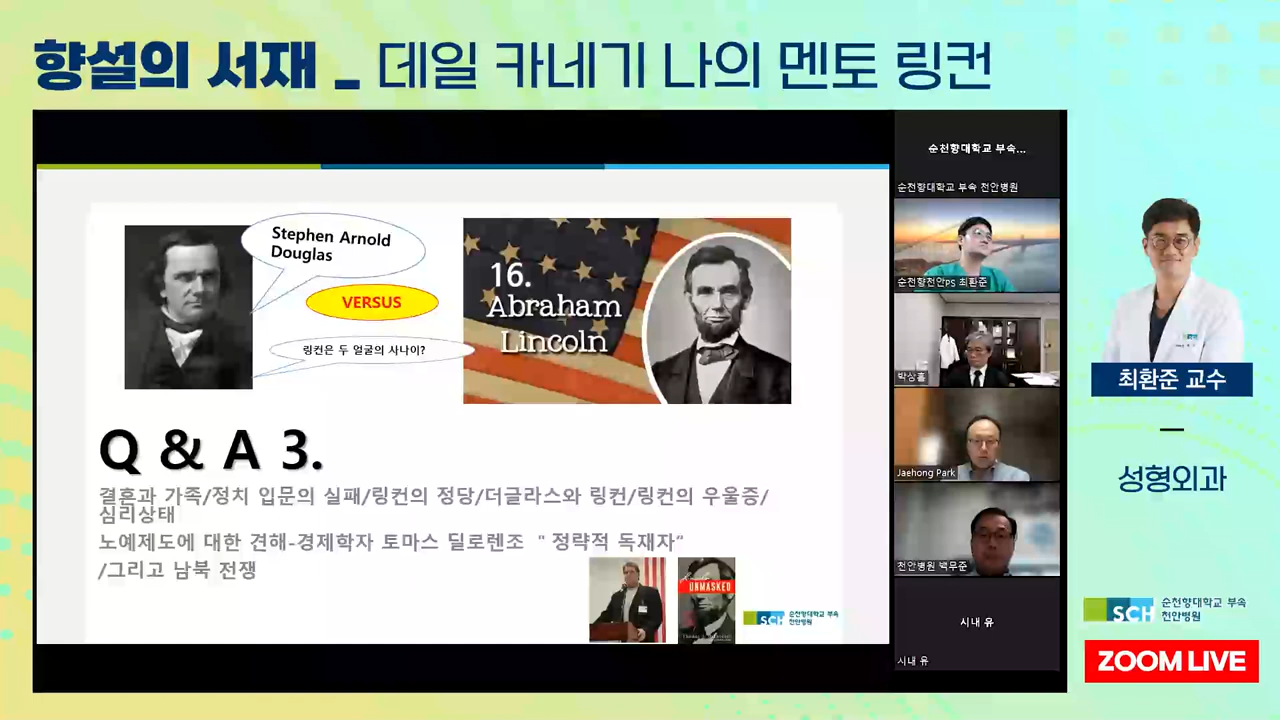 향설의 서재 _ 데일 카네기 나의 멘토 링컨
Stephen Arnold
Douglas
VERSUS
링컨은 두 얼굴의 사나이?
16.
Abraham
Lincoln
Q & A 3.
결혼과 가족/정치 입문의 실패/링컨의 정당/더글라스와 링컨/링컨의 우울증/
심리상태
노예제도에 대한 견해-경제학자 토마스 딜로렌조 " 정략적 독재자"
/그리고 남북 전쟁
UNMASKED
SCH
순천향대학교 부속
천안병원
순천향대학교 부속...
순천향대학교 부속 천안병원
순천향천안PS 최환준
박상흠
Jaehong Park
천안병원 백무준
시내 유
시내 유
최환준 교수
성형외과
SCH
순천향대학교 부속
천안병원
ZOOM LIVE